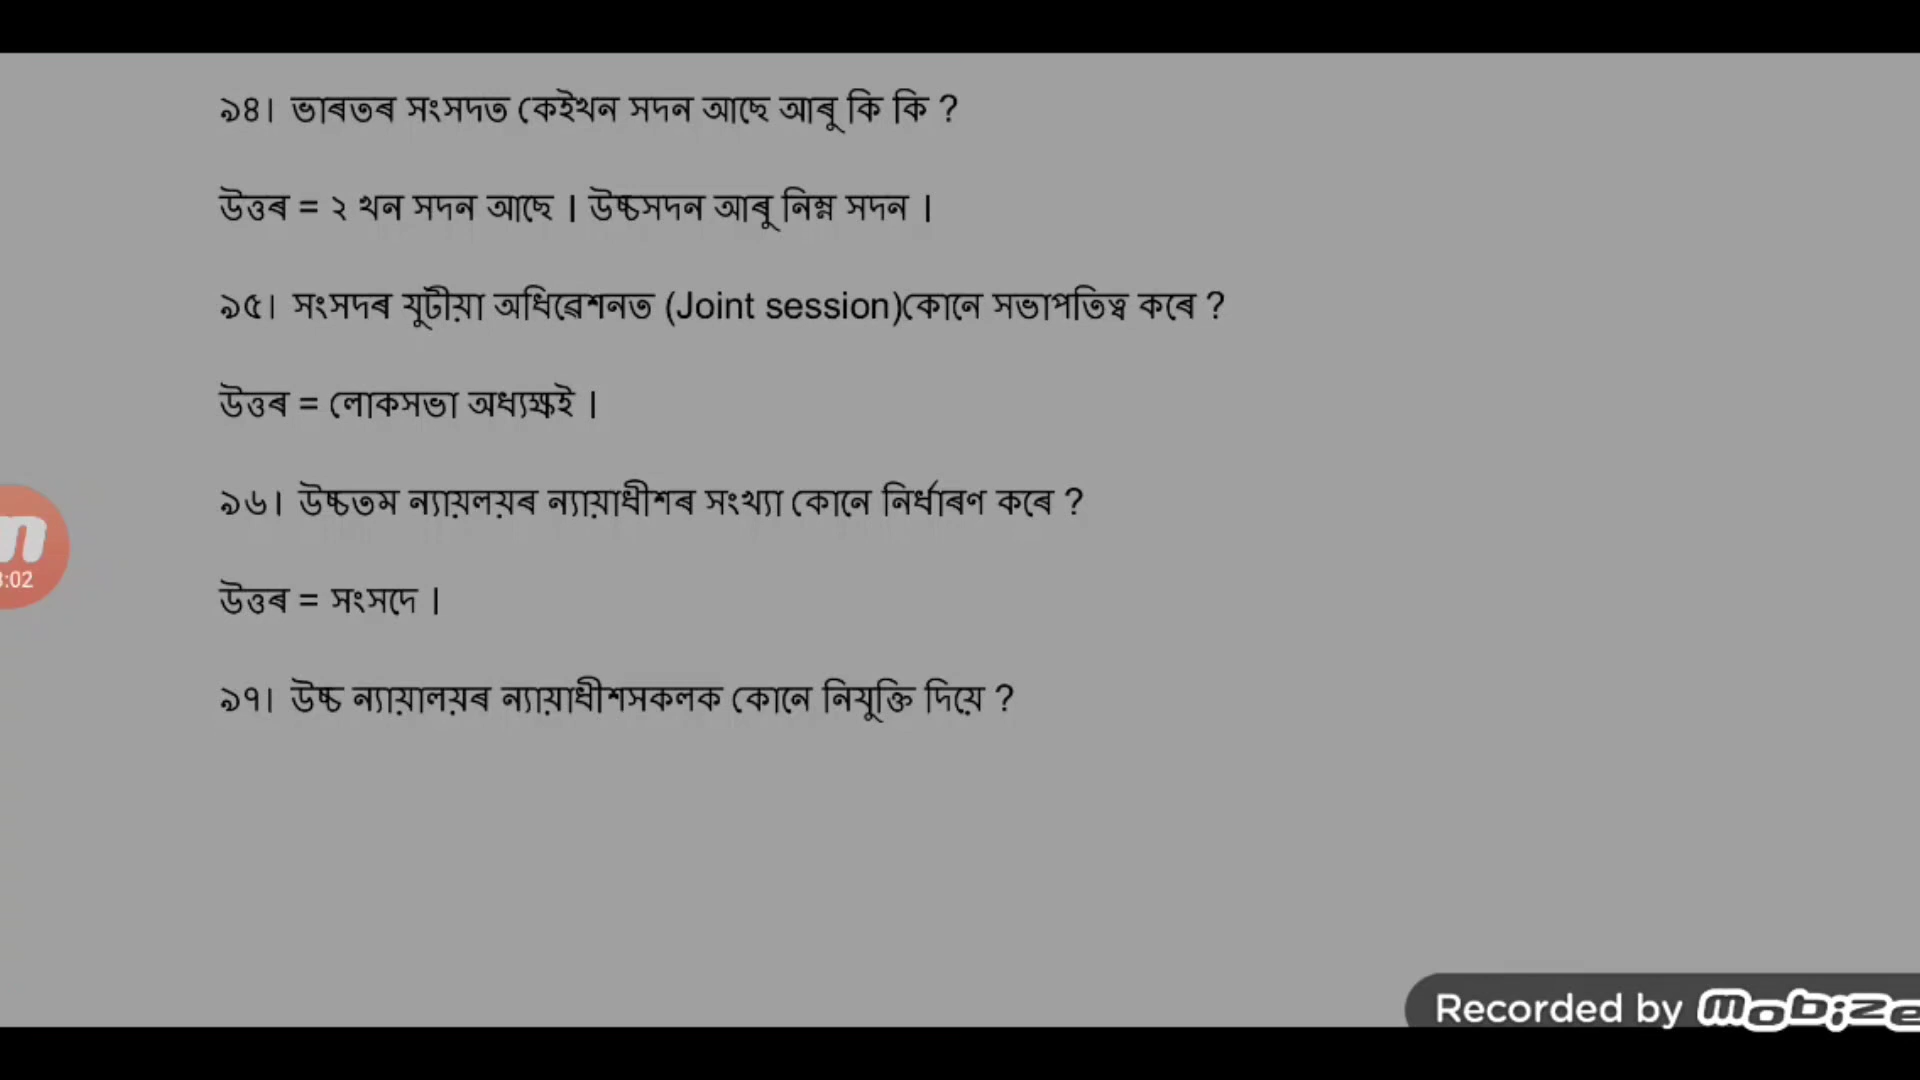 ৯৪। ভাৰতৰ সংসদত কেইখন সদন আছে আৰু কি কি ?
উত্তৰ = ২ খন সদন আছে । উচ্চসদন আৰু নিম্ন সদন ।
৯৫। সংসদৰ যুটীয়া অধিৱেশনত (Joint session)কোনে সভাপতিত্ব কৰে ?
উত্তৰ = লোকসভা অধ্যক্ষই ।
৯৬। উচ্চতম ন্যায়লয়ৰ ন্যায়াধীশৰ সংখ্যা কোনে নিৰ্ধাৰণ কৰে ?
:02
উত্তৰ = সংসদে ।
৯৭। উচ্চ ন্যায়ালয়ৰ ন্যায়াধীশসকলক কোনে নিযুক্তি দিয়ে ?
Recorded by mobize